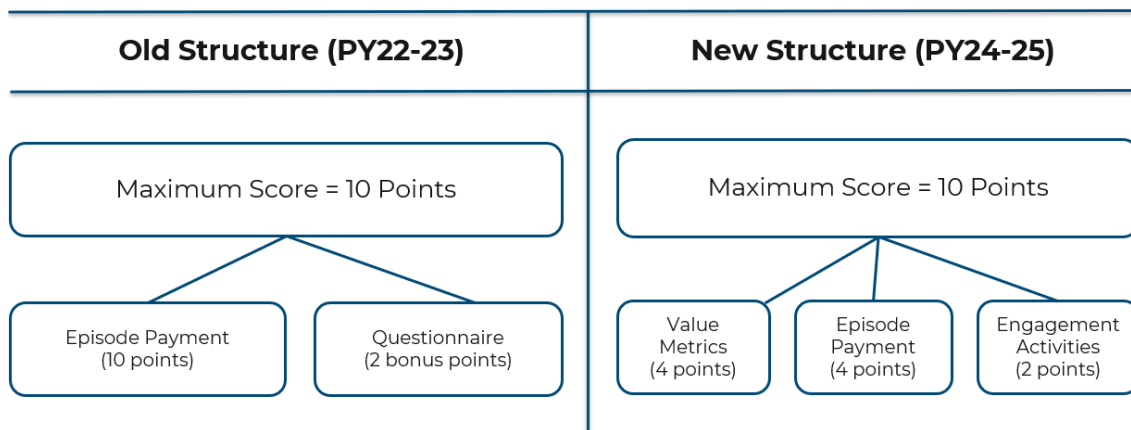 Old Structure (PY22-23)
New Structure (PY24-25)
Maximum Score = 10 Points
Maximum Score = 10 Points
Episode Payment
(10 points)
Questionnaire
(2 bonus points)
Value
Metrics
(4 points)
Episode
Payment
(4 points)
Engagement
Activities
(2 points)